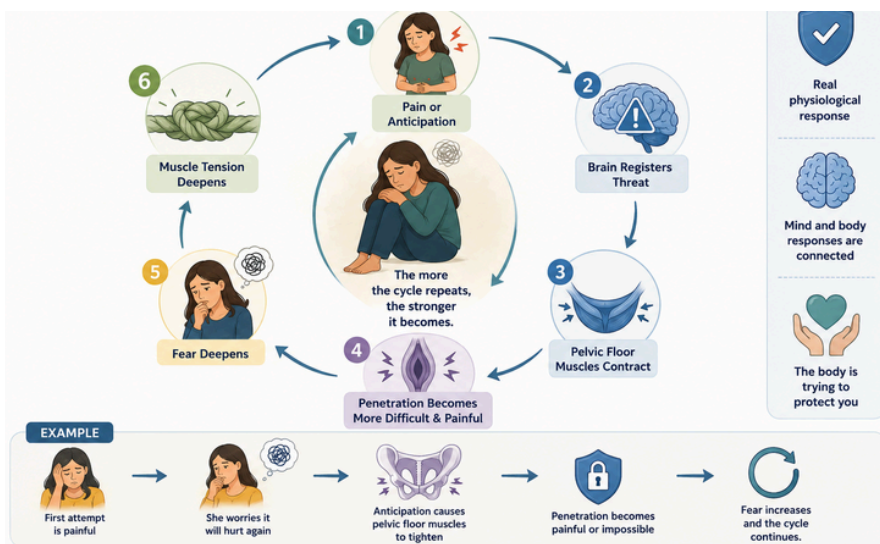 1
Pain or
Anticipation
2
Brain Registers
Threat
3
Pelvic Floor
Muscles Contract
4
Penetration Becomes
More Difficult & Painful
5
Fear Deepens
6
Muscle Tension
Deepens
The more
the cycle repeats,
the stronger
it becomes.
Real
physiological
response
Mind and body
responses are
connected
The body is
trying to
protect you
EXAMPLE
First attempt
is painful
She worries it
will hurt again
Anticipation causes
pelvic floor muscles
to tighten
Penetration becomes
painful or impossible
Fear increases
and the cycle
continues.